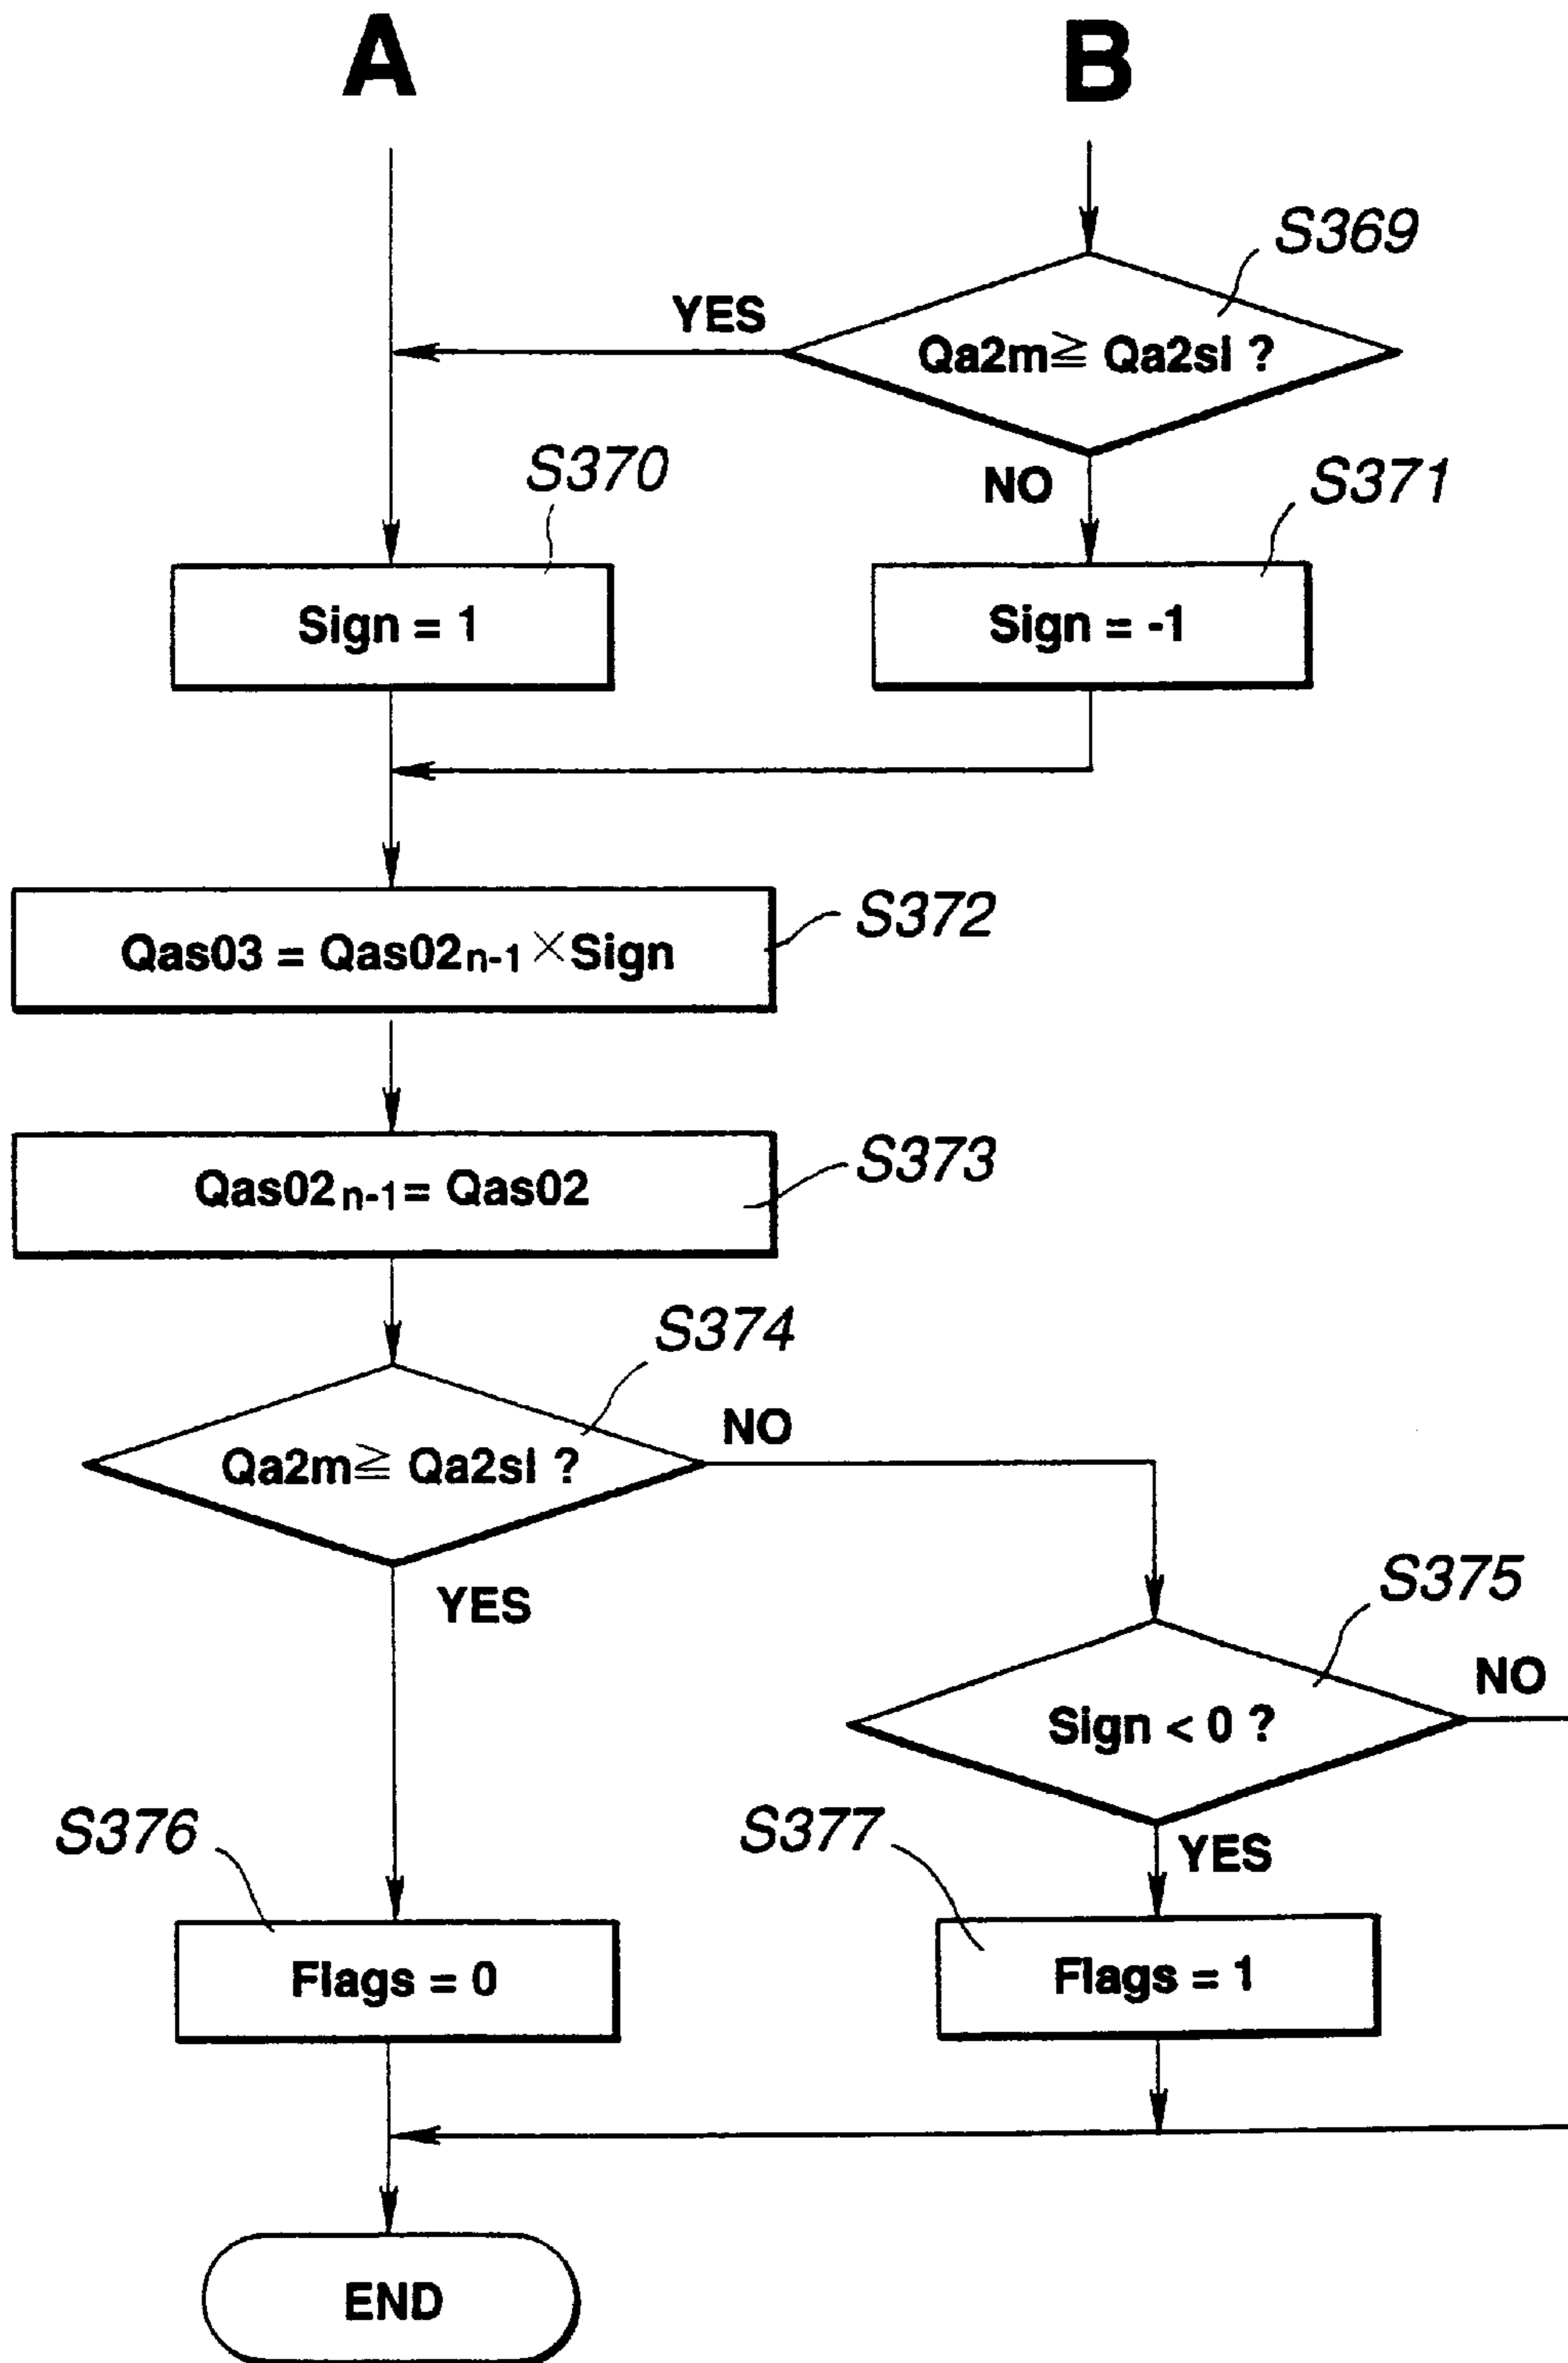 A
B
S369
YES
Qa2m≧ Qa2sl ?
S370
NO
S371
Sign = 1
Sign = -1
S372
Qas03 = Qas02n-1 ×Sign
S373
Qas02n-1= Qas02
S374
NO
Qa2m≧ Qa2sl ?
YES
S375
NO
Sign < 0 ?
S376
S377
YES
Flags = 0
Flags = 1
END